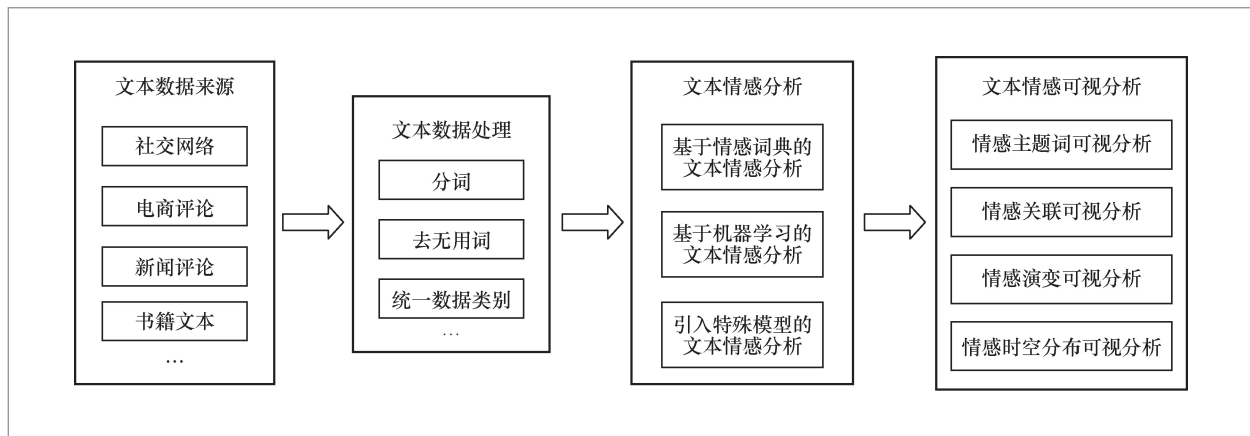 文本数据来源
社交网络
电商评论
新闻评论
书籍文本
…
文本数据处理
分词
去无用词
统一数据类别
…
文本情感分析
基于情感词典的
文本情感分析
基于机器学习的
文本情感分析
引入特殊模型的
文本情感分析
文本情感可视分析
情感主题词可视分析
情感关联可视分析
情感演变可视分析
情感时空分布可视分析